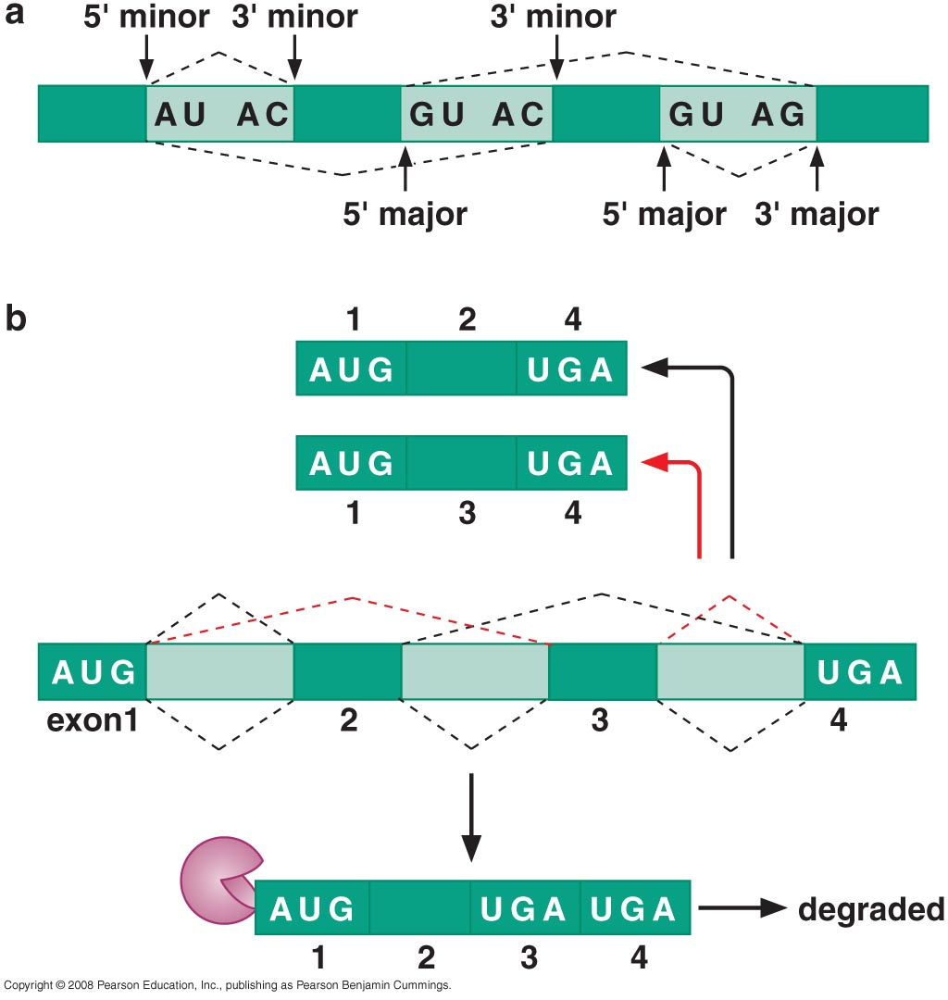 a
5' minor 3' minor 3' minor
AU AC GU AC GU AG
5' major 5' major 3' major
b
1 2 4
AUG UGA
AUG UGA
1 3 4
AUG UGA
exon1 2 3 4
AUG UGA UGA degraded
1 2 3 4
Copyright © 2008 Pearson Education, Inc., publishing as Pearson Benjamin Cummings.